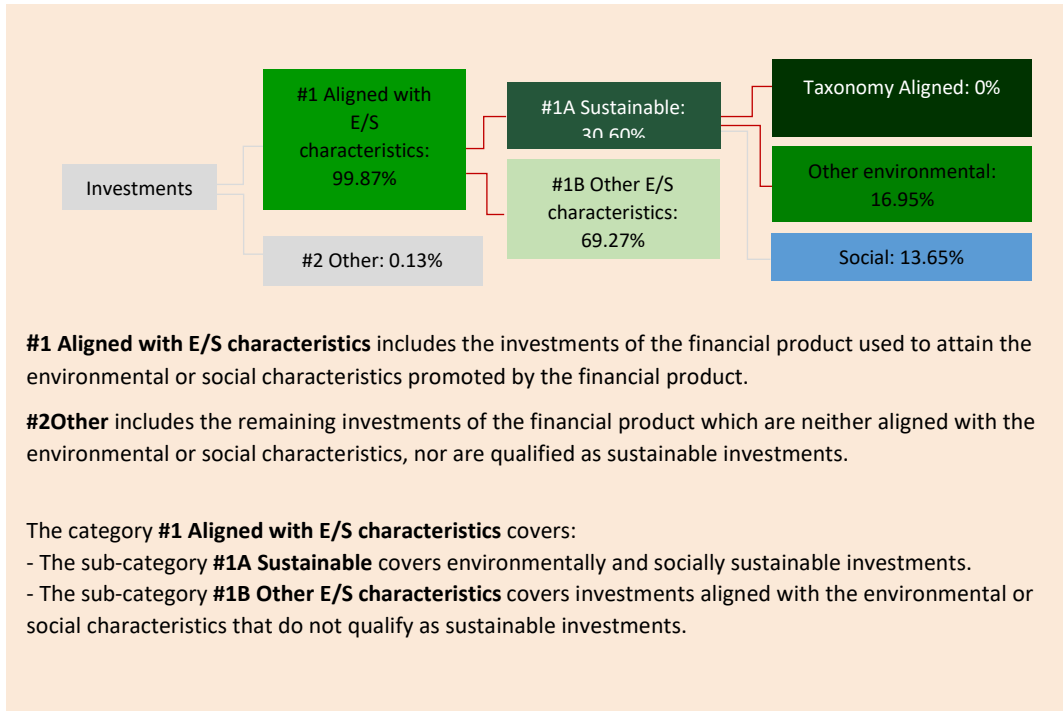 #1 Aligned with
E/S
characteristics:
99.87%
#1A Sustainable:
30.60%
Taxonomy Aligned: 0%
Investments
#1B Other E/S
characteristics:
69.27%
Other environmental:
16.95%
#2 Other: 0.13%
Social: 13.65%
#1 Aligned with E/S characteristics includes the investments of the financial product used to attain the
environmental or social characteristics promoted by the financial product.
#2Other includes the remaining investments of the financial product which are neither aligned with the
environmental or social characteristics, nor are qualified as sustainable investments.
The category #1 Aligned with E/S characteristics covers:
- The sub-category #1A Sustainable covers environmentally and socially sustainable investments.
- The sub-category #1B Other E/S characteristics covers investments aligned with the environmental or
social characteristics that do not qualify as sustainable investments.